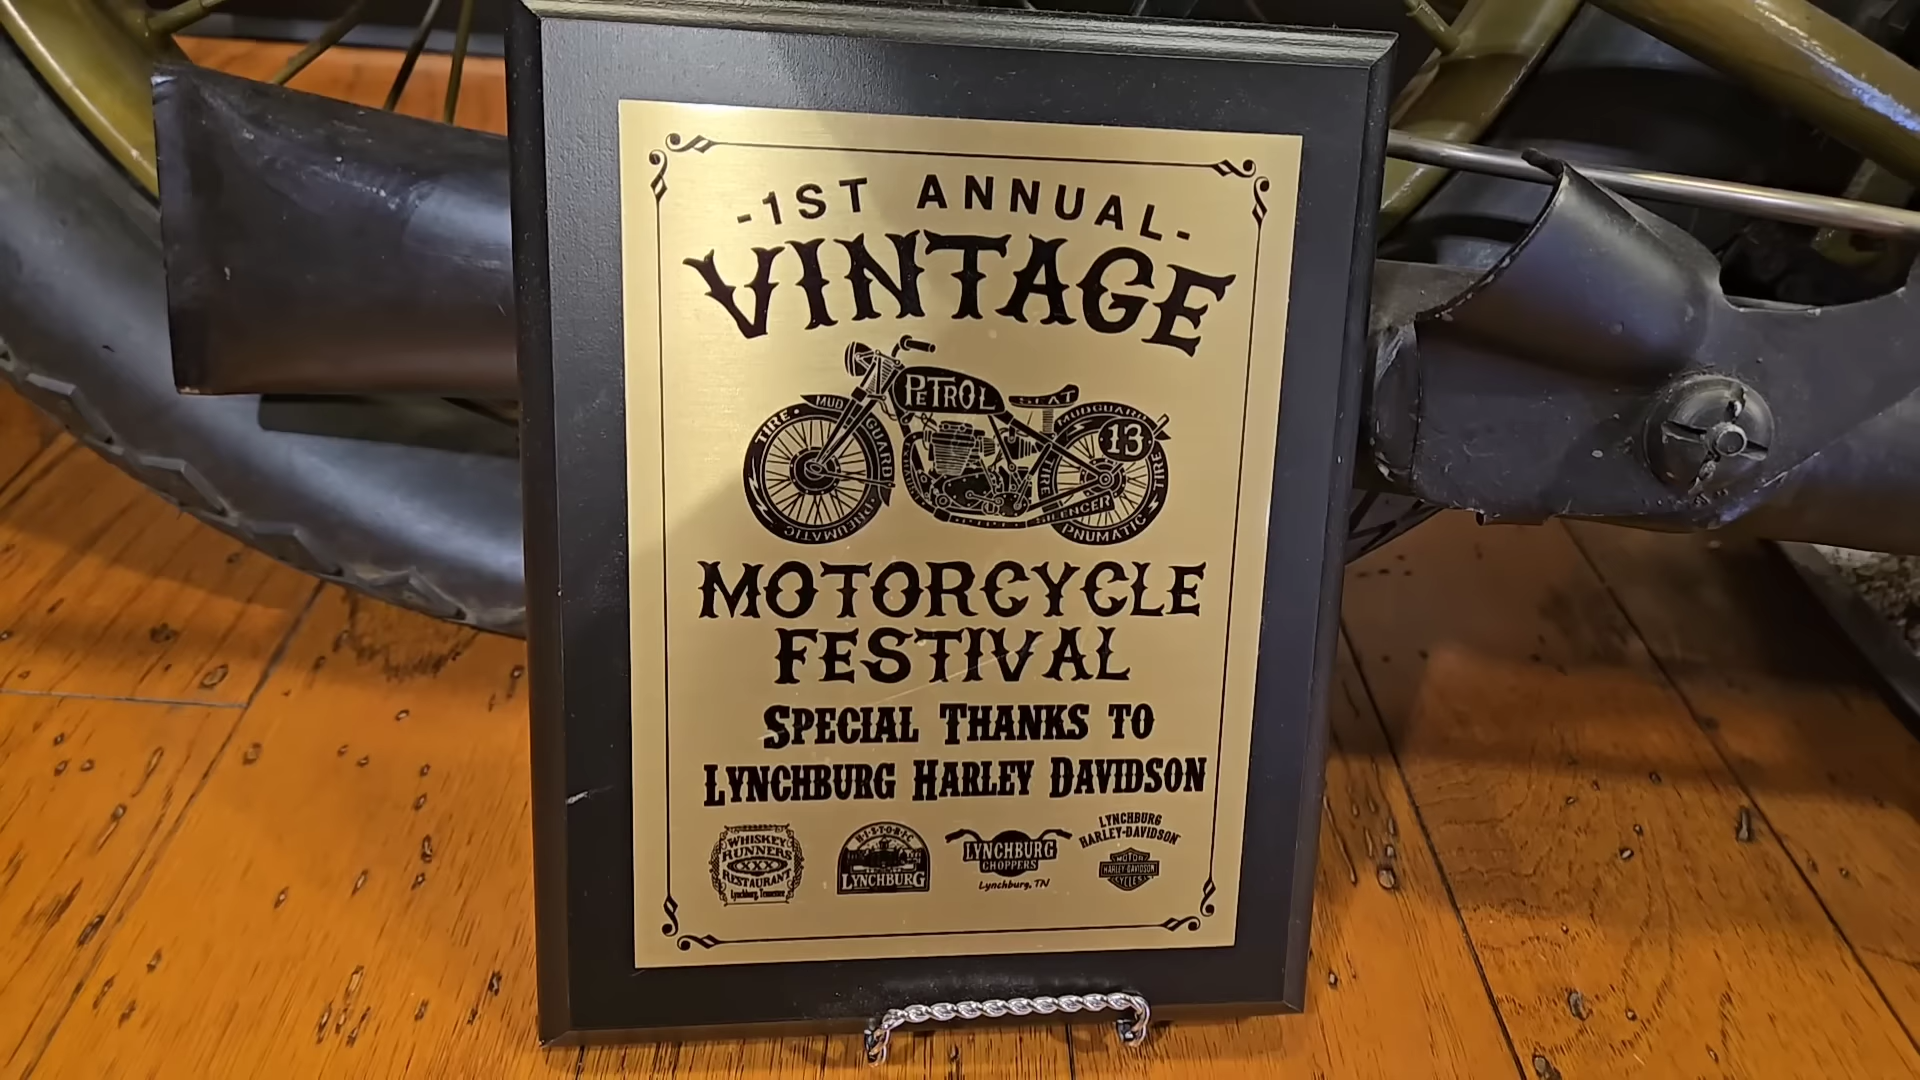 -1ST ANNUAL-
VINTAGE
PETROL
SEAT
TIRE
MUD
GUARD
PNEUMATIC
MUDGUARD
13
TIRE
TIRE
SILENCER
PNUMATIC
MOTORCYCLE
FESTIVAL
SPECIAL THANKS TO
LYNCHBURG HARLEY DAVIDSON
WHISKEY
RUNNERS
XXX
RESTAURANT
Lynchburg, Tennessee
HISTORIC
LYNCHBURG
LYNCHBURG
CHOPPERS
Lynchburg, TN
LYNCHBURG
HARLEY-DAVIDSON
MOTOR
HARLEY-DAVIDSON
CYCLES